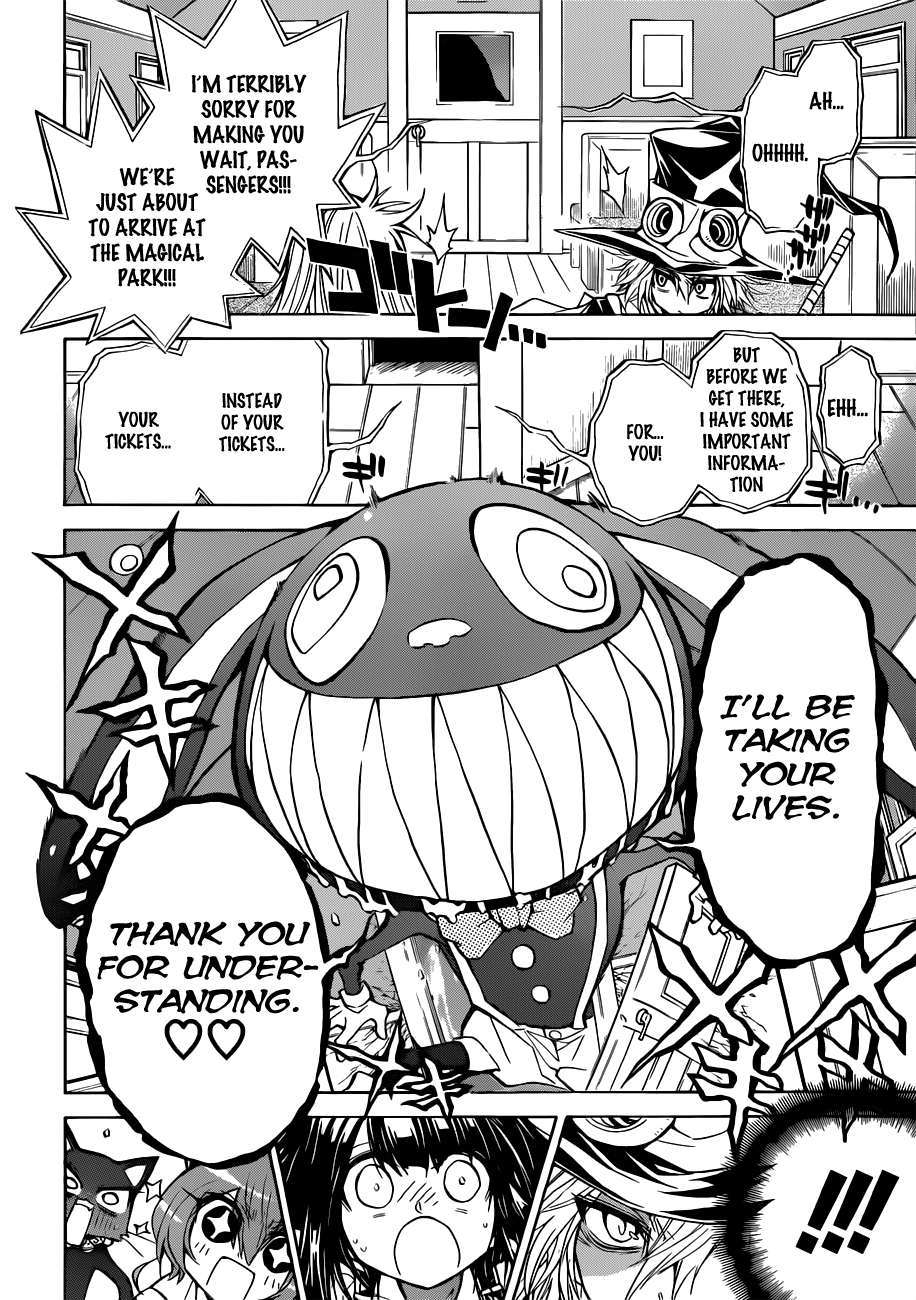 AH...
OHHHH.
I'M TERRIBLY
SORRY FOR
MAKING YOU
WAIT, PAS-
SENGERS!!!
WE'RE
JUST ABOUT
TO ARRIVE AT
THE MAGICAL
PARK!!!
ゴットー
EHH...
BUT
BEFORE WE
GET THERE,
I HAVE SOME
IMPORTANT
INFORMA-
TION
FOR...
YOU!
INSTEAD
OF YOUR
TICKETS...
YOUR
TICKETS...
I'LL BE
TAKING
YOUR
LIVES.
THANK YOU
FOR UNDER-
STANDING.
♡♡
!!!